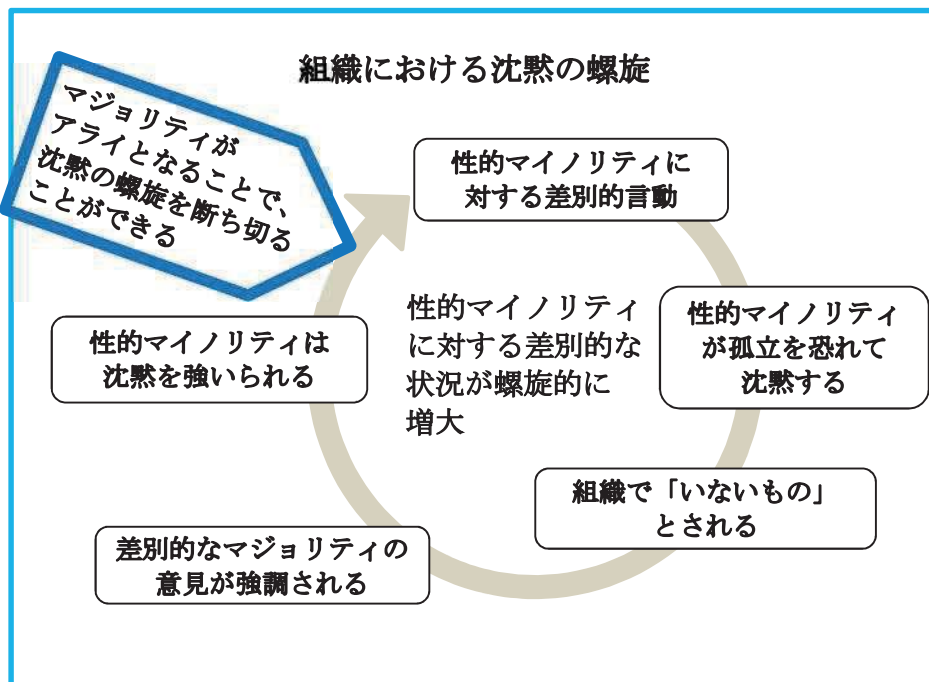 組織における沈黙の螺旋
マジョリティが
アライとなることで、
沈黙の螺旋を断ち切る
ことができる
性的マイノリティに
対する差別的言動
性的マイノリティ
が孤立を恐れて
沈黙する
組織で「いないもの」
とされる
差別的なマジョリティの
意見が強調される
性的マイノリティは
沈黙を強いられる
性的マイノリティ
に対する差別的な
状況が螺旋的に
増大